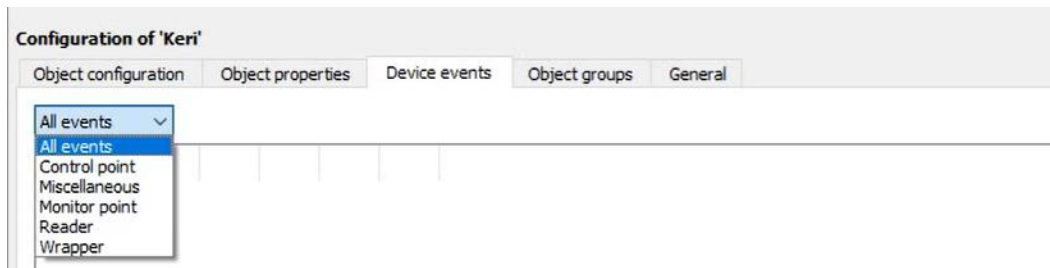 Configuration of 'Keri'
Object configuration Object properties Device events Object groups General
All events
All events
Control point
Miscellaneous
Monitor point
Reader
Wrapper